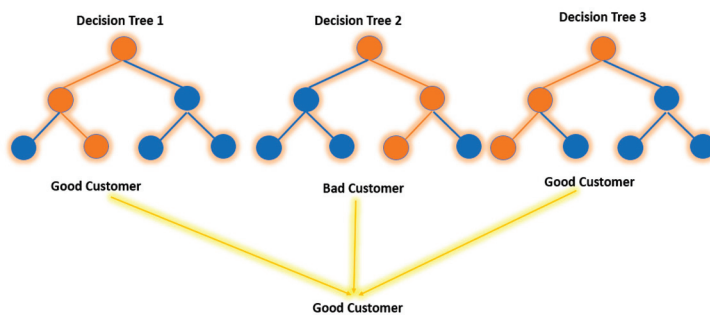 Decision Tree 1
Decision Tree 2
Decision Tree 3
Good Customer
Bad Customer
Good Customer
Good Customer